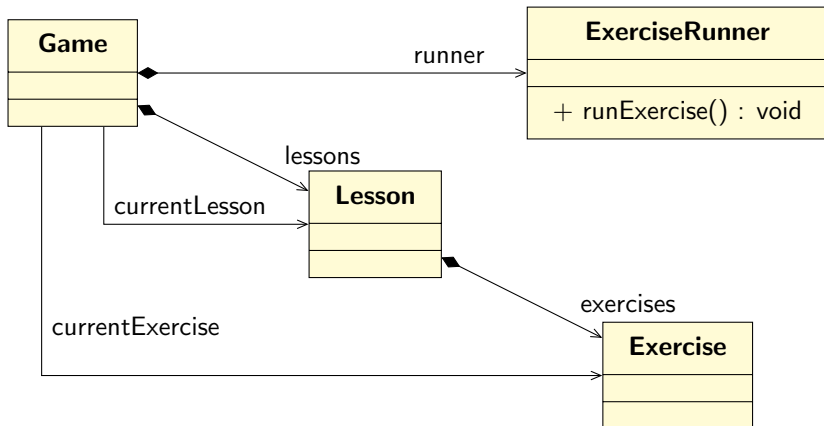 Game
ExerciseRunner
runner
+ runExercise() : void
lessons
Lesson
currentLesson
exercises
currentExercise
Exercise